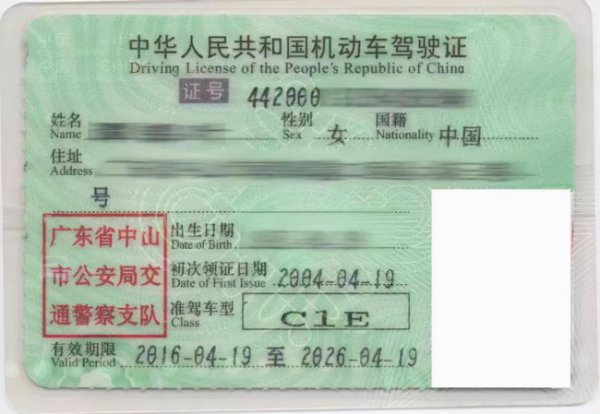 中华人民共和国机动车驾驶证
Driving License of the People's Republic of China
证号 442000
姓名 性别 女 国籍 中国
Name Sex Nationality
住址
Address
号
广东省中山
市公安局交
通警察支队
出生日期
Date of Birth
初次领证日期 2004-04-19
Date of First Issue
准驾车型 C1E
Class
有效期限 2016-04-19 至 2026-04-19
Valid Period